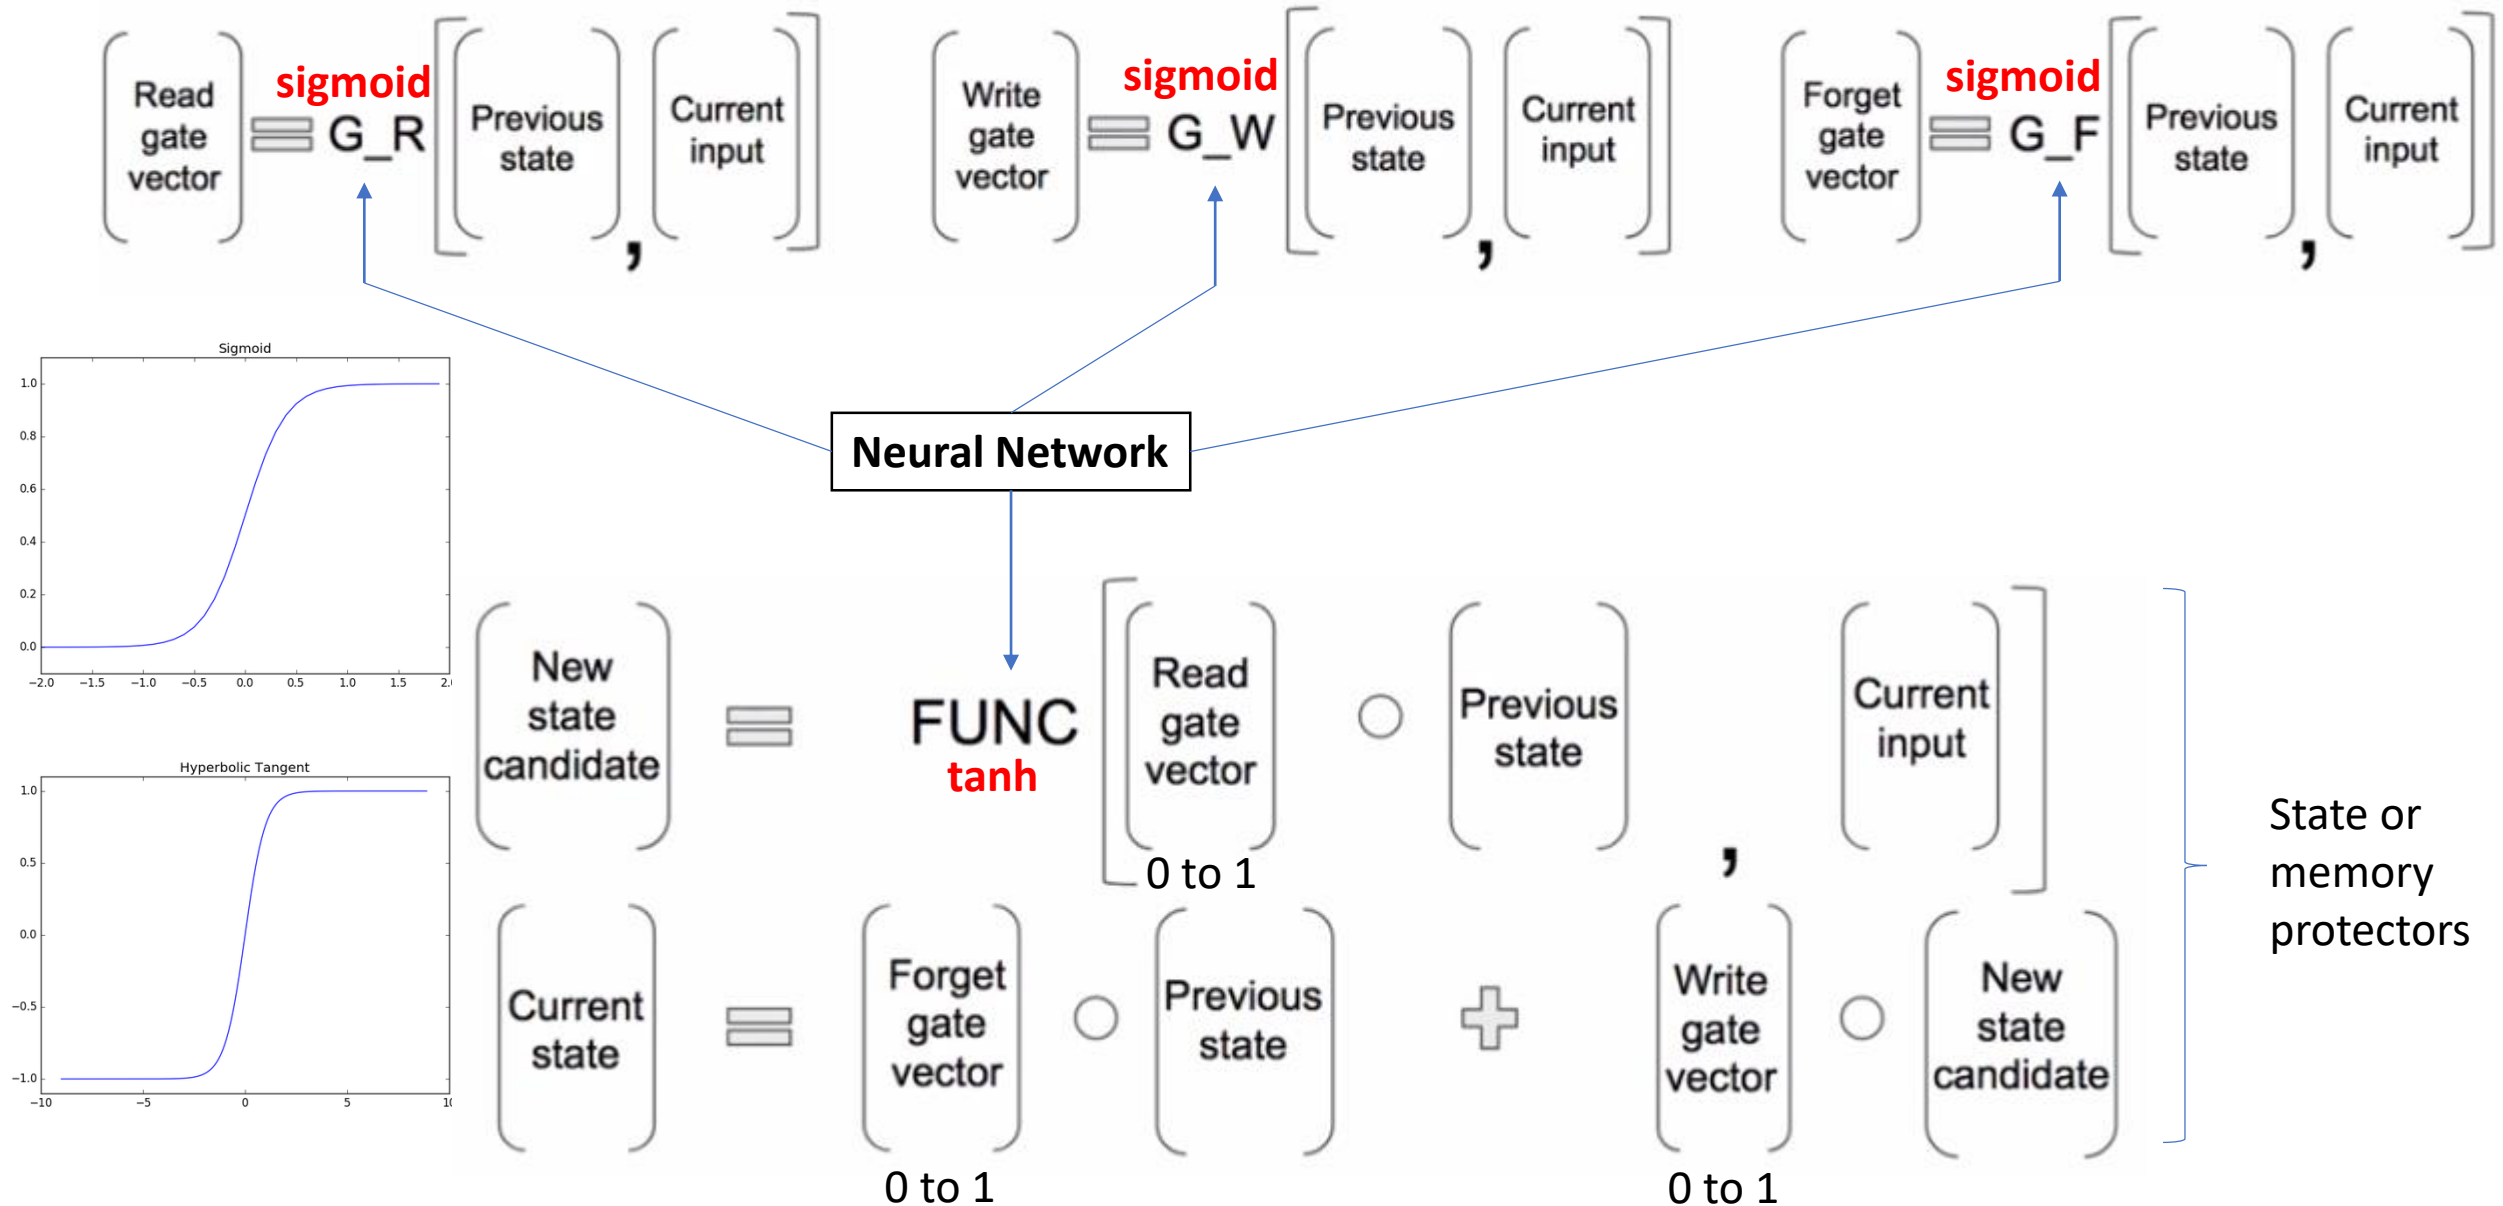 Read
gate
vector
sigmoid
G_R
Previous
state
,
Current
input
Write
gate
vector
sigmoid
G_W
Previous
state
,
Current
input
Forget
gate
vector
sigmoid
G_F
Previous
state
,
Current
input
Sigmoid
1.0
0.8
0.6
0.4
0.2
0.0
−2.0 −1.5 −1.0 −0.5 0.0 0.5 1.0 1.5 2.
Neural Network
New
state
candidate
FUNC
tanh
Read
gate
vector
0 to 1
Previous
state
,
Current
input
Hyperbolic Tangent
1.0
0.5
0.0
−0.5
−1.0
−10 −5 0 5 10
Current
state
Forget
gate
vector
0 to 1
Previous
state
Write
gate
vector
0 to 1
New
state
candidate
State or
memory
protectors